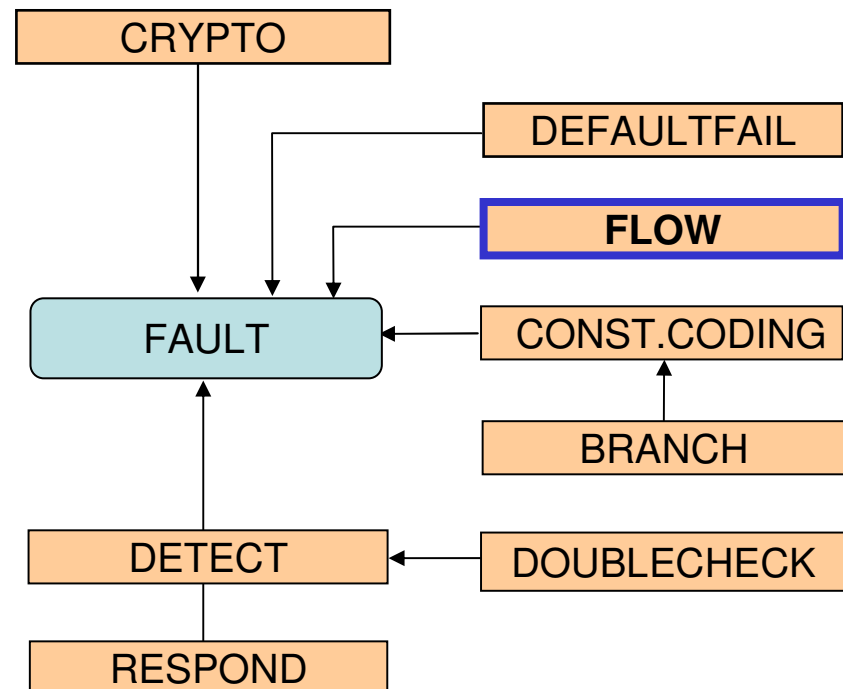 CRYPTO
DEFAULTFAIL
FLOW
FAULT
CONST.CODING
BRANCH
DETECT
DOUBLECHECK
RESPOND